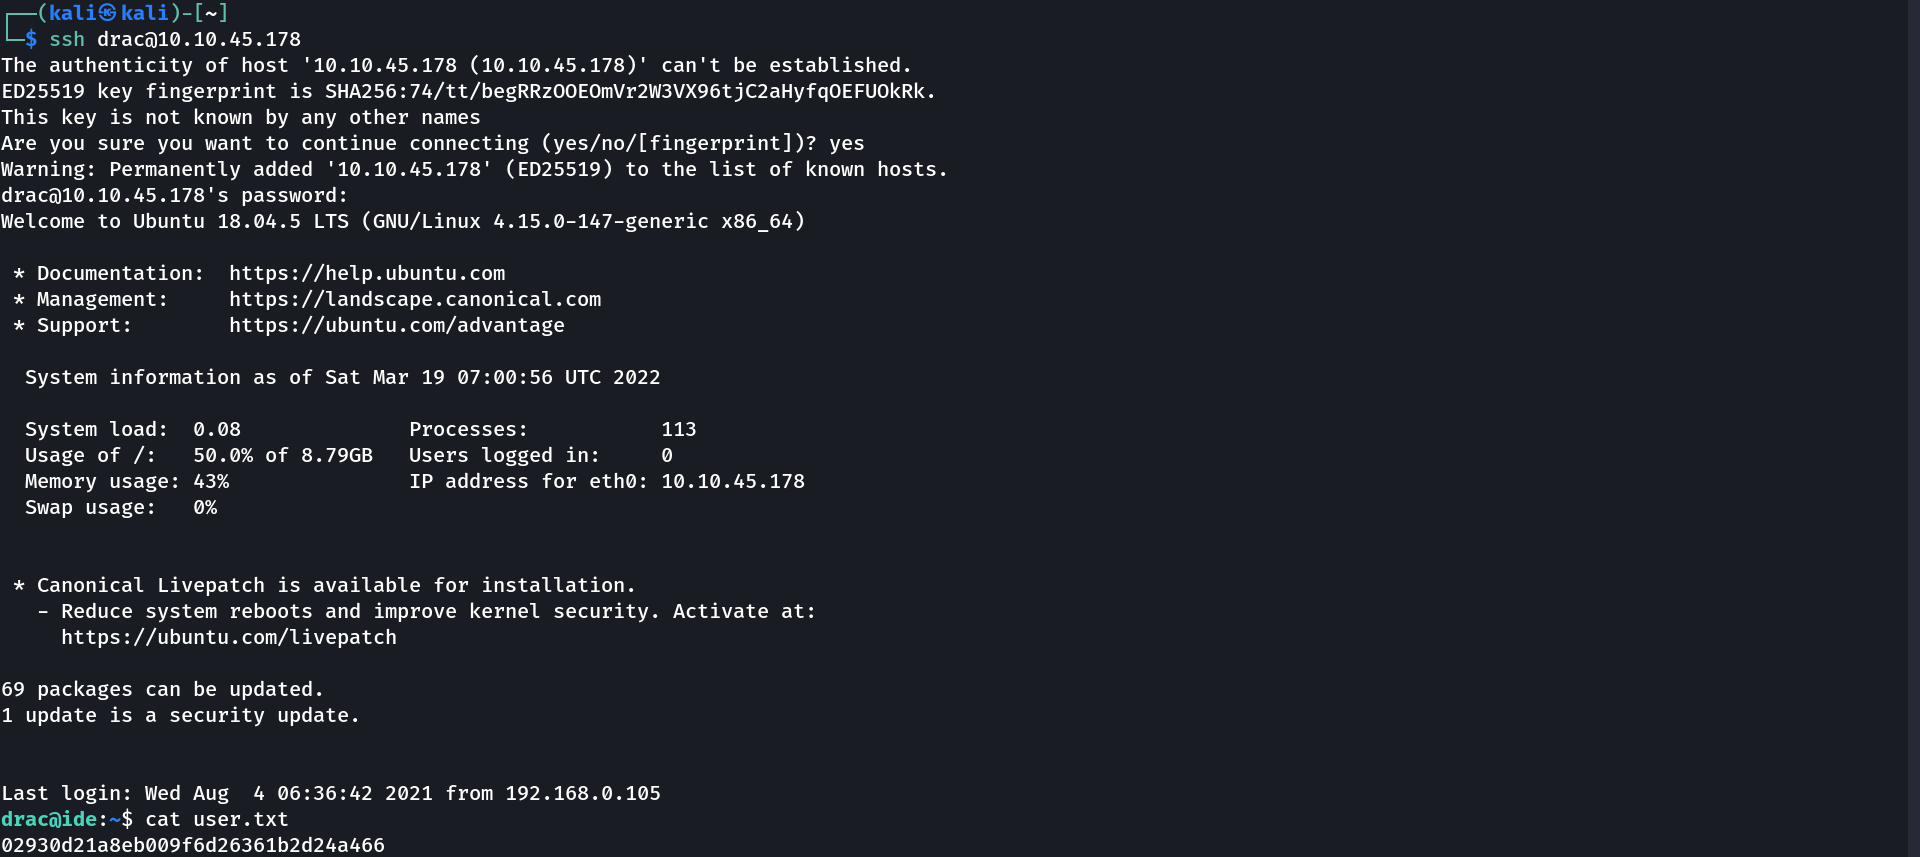 ┌──(kali㉿kali)-[~]
└─$ ssh drac@10.10.45.178
The authenticity of host '10.10.45.178 (10.10.45.178)' can't be established.
ED25519 key fingerprint is SHA256:74/tt/begRRzOOEOmVr2W3VX96tjC2aHyfqOEFUOkRk.
This key is not known by any other names
Are you sure you want to continue connecting (yes/no/[fingerprint])? yes
Warning: Permanently added '10.10.45.178' (ED25519) to the list of known hosts.
drac@10.10.45.178's password:
Welcome to Ubuntu 18.04.5 LTS (GNU/Linux 4.15.0-147-generic x86_64)

 * Documentation:  https://help.ubuntu.com
 * Management:     https://landscape.canonical.com
 * Support:        https://ubuntu.com/advantage

  System information as of Sat Mar 19 07:00:56 UTC 2022

  System load:  0.08              Processes:           113
  Usage of /:   50.0% of 8.79GB   Users logged in:     0
  Memory usage: 43%               IP address for eth0: 10.10.45.178
  Swap usage:   0%


 * Canonical Livepatch is available for installation.
   - Reduce system reboots and improve kernel security. Activate at:
     https://ubuntu.com/livepatch

69 packages can be updated.
1 update is a security update.


Last login: Wed Aug  4 06:36:42 2021 from 192.168.0.105
drac@ide:~$ cat user.txt
02930d21a8eb009f6d26361b2d24a466